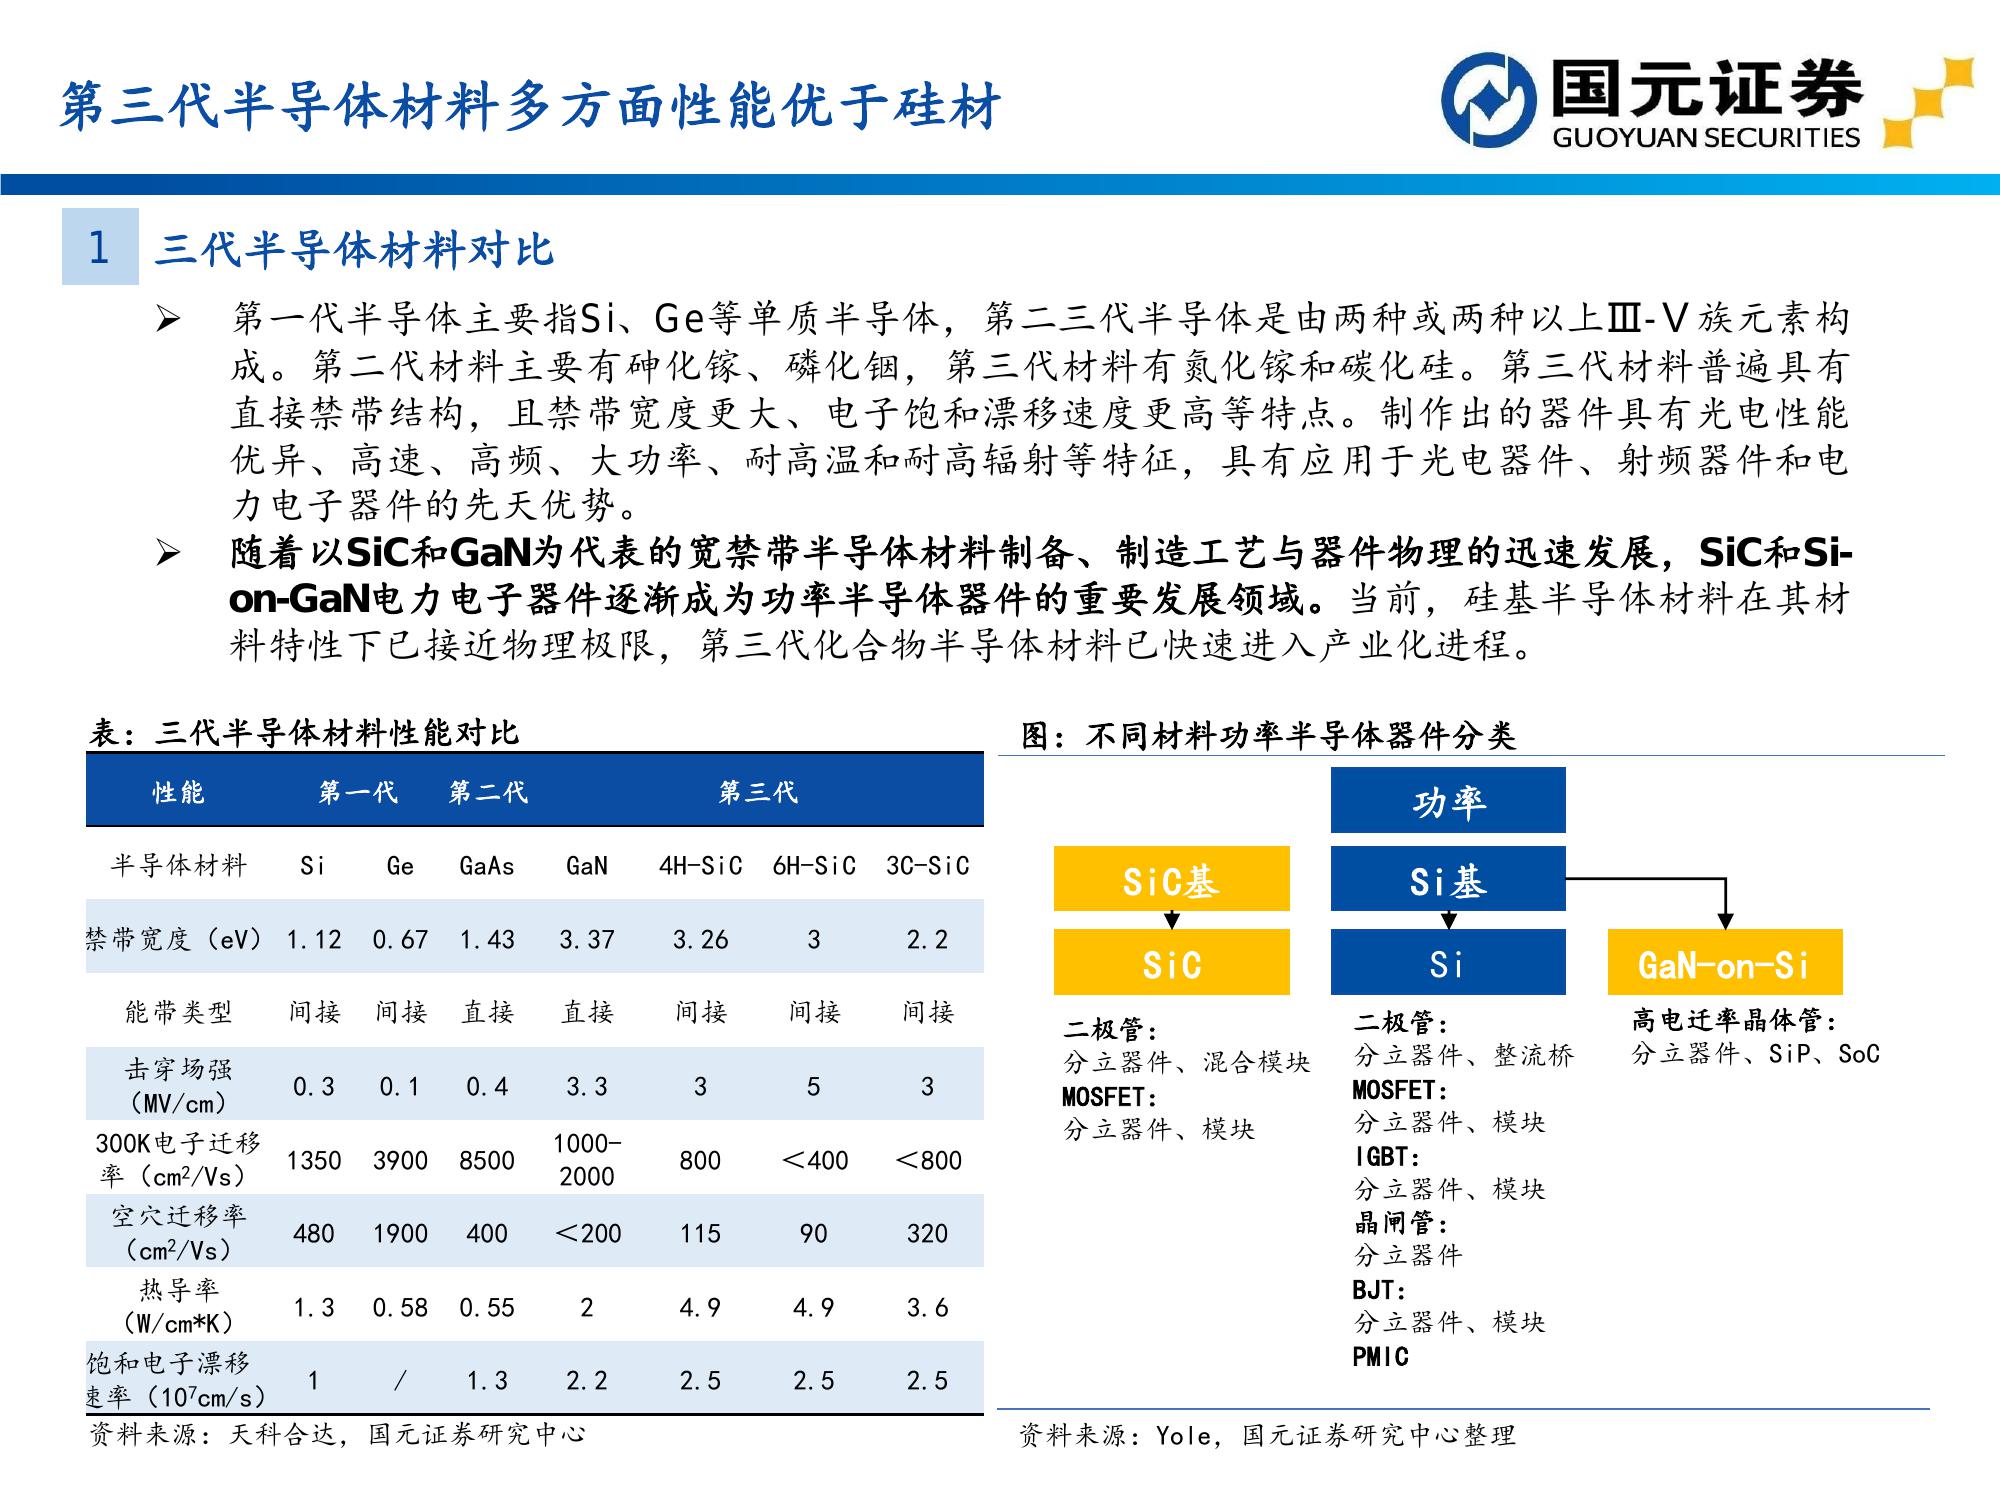 第三代半导体材料多方面性能优于硅材
国元证券
GUOYUAN SECURITIES
1 三代半导体材料对比
➢ 第一代半导体主要指Si、Ge等单质半导体，第二三代半导体是由两种或两种以上Ⅲ-Ⅴ族元素构
成。第二代材料主要有砷化镓、磷化铟，第三代材料有氮化镓和碳化硅。第三代材料普遍具有
直接禁带结构，且禁带宽度更大、电子饱和漂移速度更高等特点。制作出的器件具有光电性能
优异、高速、高频、大功率、耐高温和耐高辐射等特征，具有应用于光电器件、射频器件和电
力电子器件的先天优势。
➢ 随着以SiC和GaN为代表的宽禁带半导体材料制备、制造工艺与器件物理的迅速发展，SiC和Si-
on-GaN电力电子器件逐渐成为功率半导体器件的重要发展领域。当前，硅基半导体材料在其材
料特性下已接近物理极限，第三代化合物半导体材料已快速进入产业化进程。
表：三代半导体材料性能对比
性能 第一代 第二代 第三代
半导体材料 Si Ge GaAs GaN 4H-SiC 6H-SiC 3C-SiC
禁带宽度（eV） 1.12 0.67 1.43 3.37 3.26 3 2.2
能带类型 间接 间接 直接 直接 间接 间接 间接
击穿场强
（MV/cm） 0.3 0.1 0.4 3.3 3 5 3
300K电子迁移
率（cm²/Vs） 1350 3900 8500 1000-
2000 800 ＜400 ＜800
空穴迁移率
（cm²/Vs） 480 1900 400 ＜200 115 90 320
热导率
（W/cm*K） 1.3 0.58 0.55 2 4.9 4.9 3.6
饱和电子漂移
速率（10⁷cm/s） 1 / 1.3 2.2 2.5 2.5 2.5
资料来源：天科合达，国元证券研究中心
图：不同材料功率半导体器件分类
功率
SiC基 Si基
SiC Si GaN-on-Si
二极管：
分立器件、混合模块
MOSFET：
分立器件、模块
二极管：
分立器件、整流桥
MOSFET：
分立器件、模块
IGBT：
分立器件、模块
晶闸管：
分立器件
BJT：
分立器件、模块
PMIC
高电迁率晶体管：
分立器件、SiP、SoC
资料来源：Yole，国元证券研究中心整理